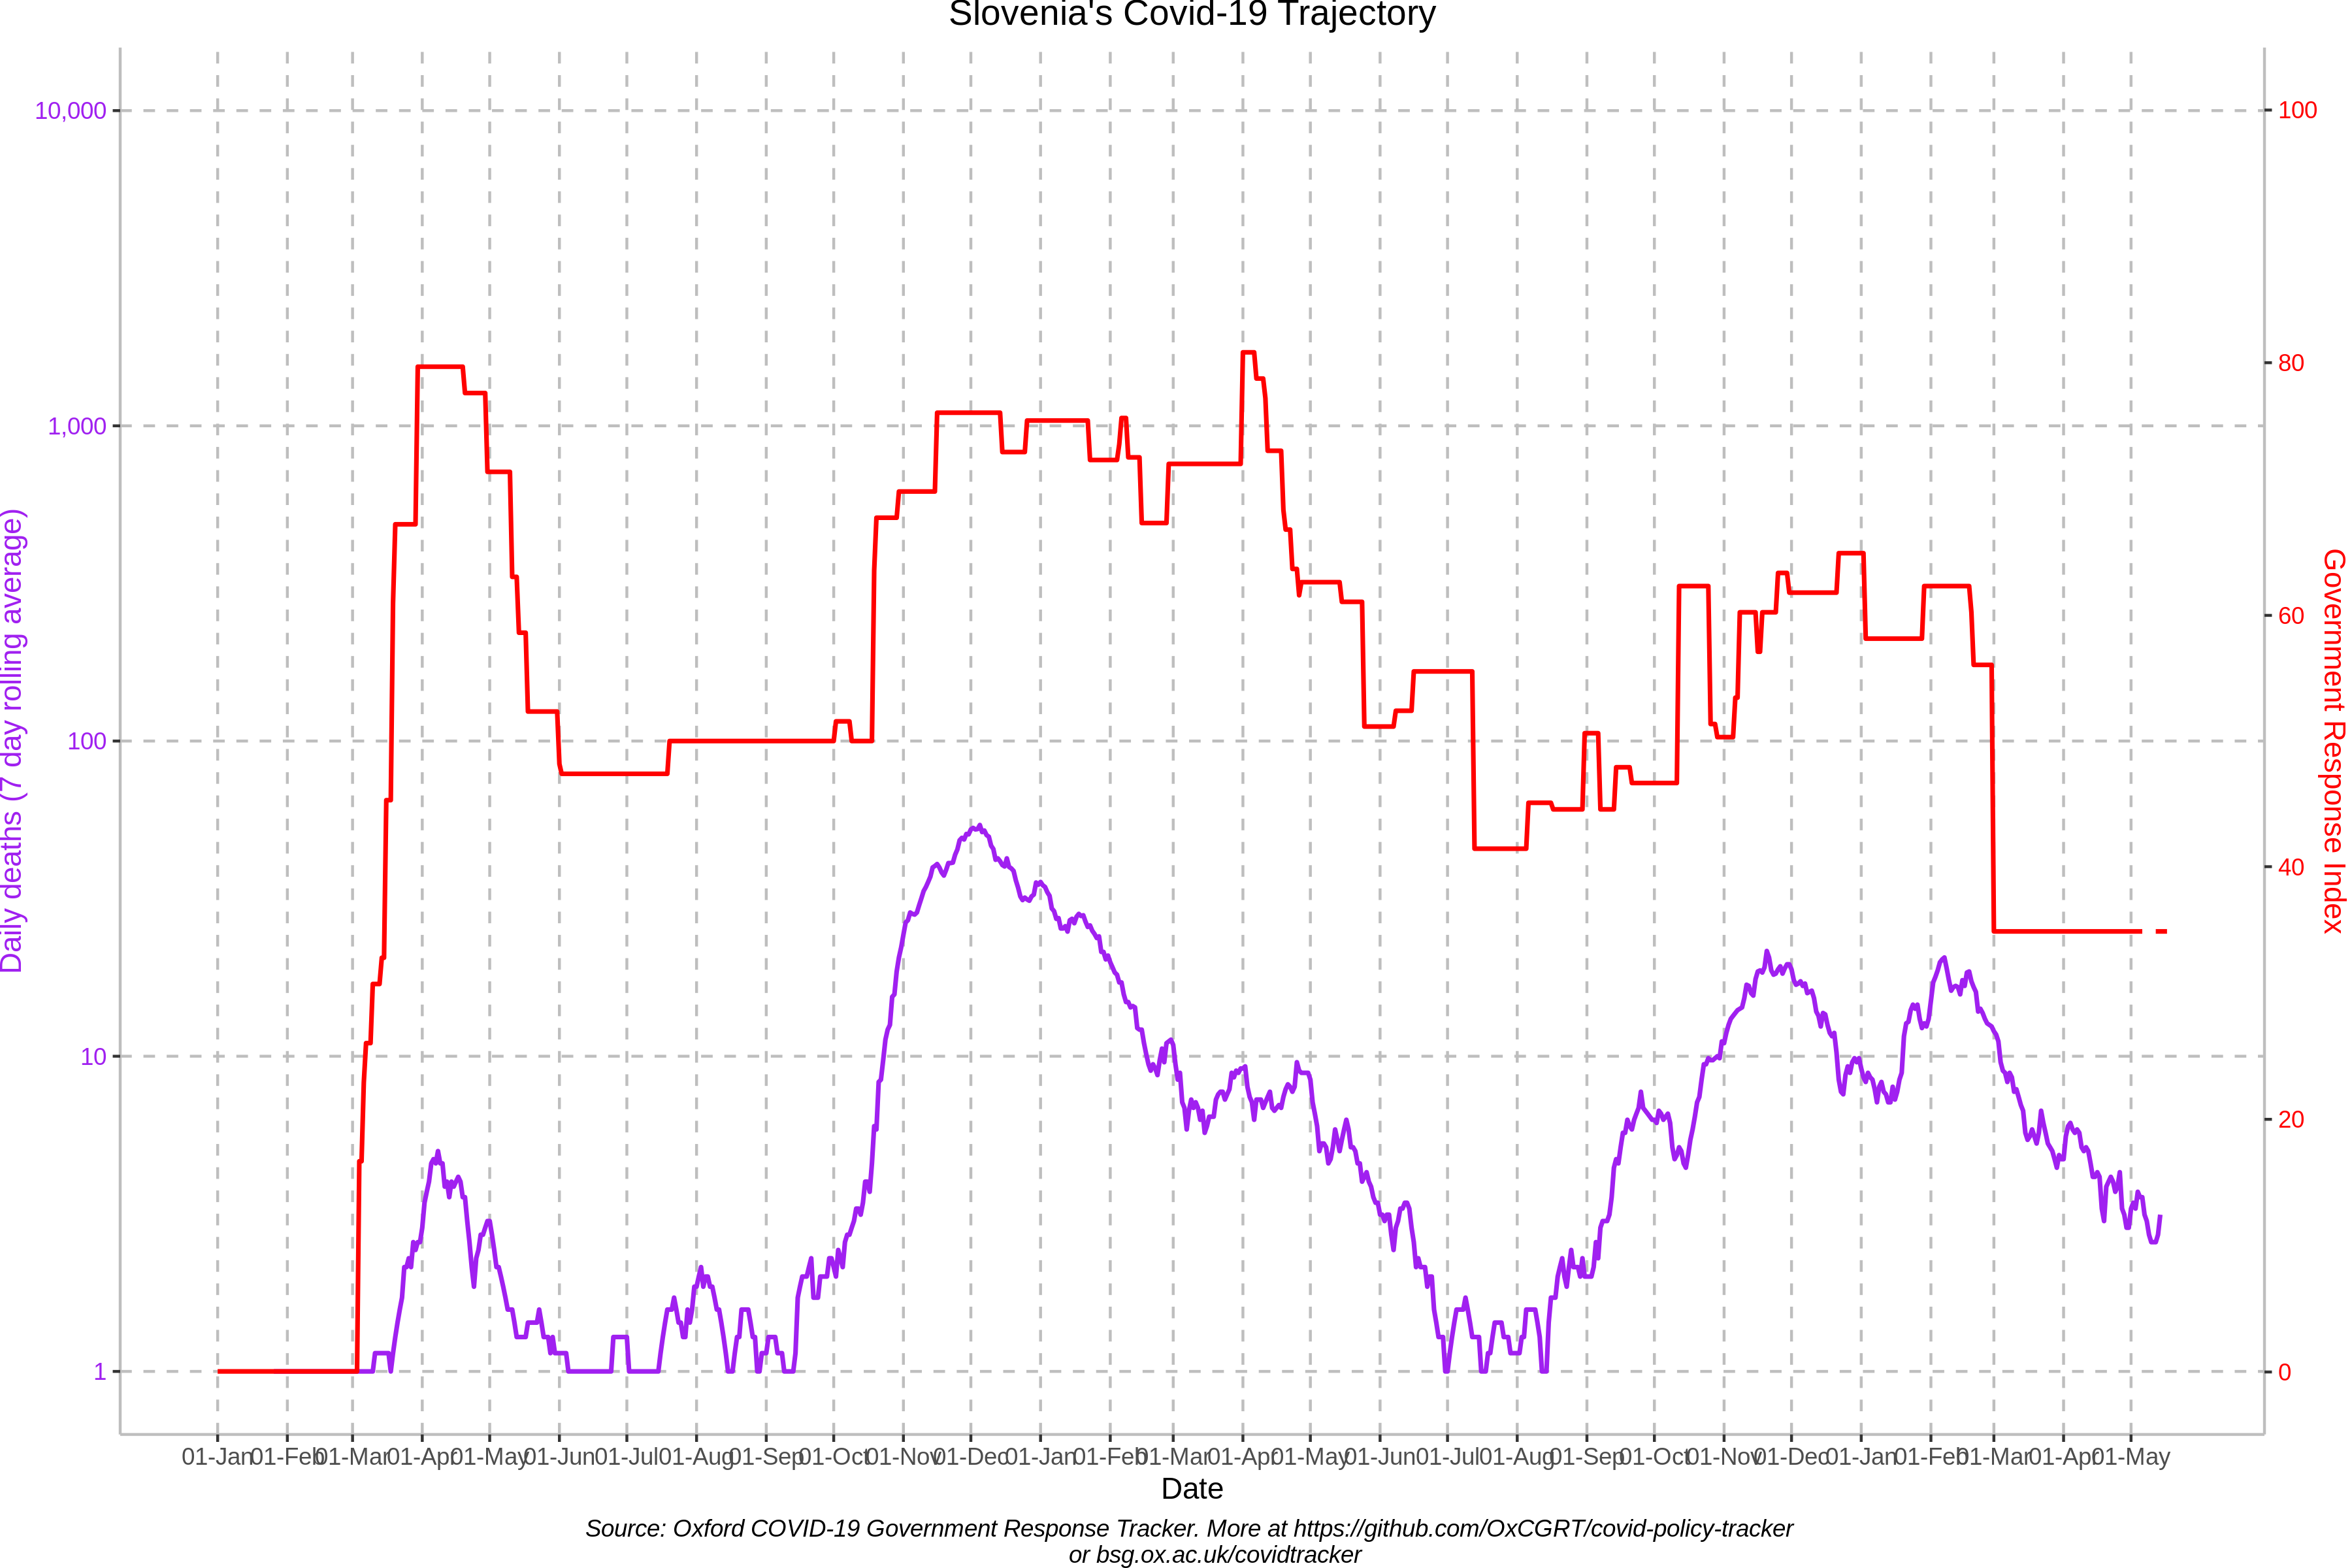 Slovenia's Covid-19 Trajectory
Daily deaths (7 day rolling average)
10,000
1,000
100
10
1
Government Response Index
100
80
60
40
20
0
01-Jan
01-Feb
01-Mar
01-Apr
01-May
01-Jun
01-Jul
01-Aug
01-Sep
01-Oct
01-Nov
01-Dec
01-Jan
01-Feb
01-Mar
01-Apr
01-May
01-Jun
01-Jul
01-Aug
01-Sep
01-Oct
01-Nov
01-Dec
01-Jan
01-Feb
01-Mar
01-Apr
01-May
Date
Source: Oxford COVID-19 Government Response Tracker. More at https://github.com/OxCGRT/covid-policy-tracker
or bsg.ox.ac.uk/covidtracker